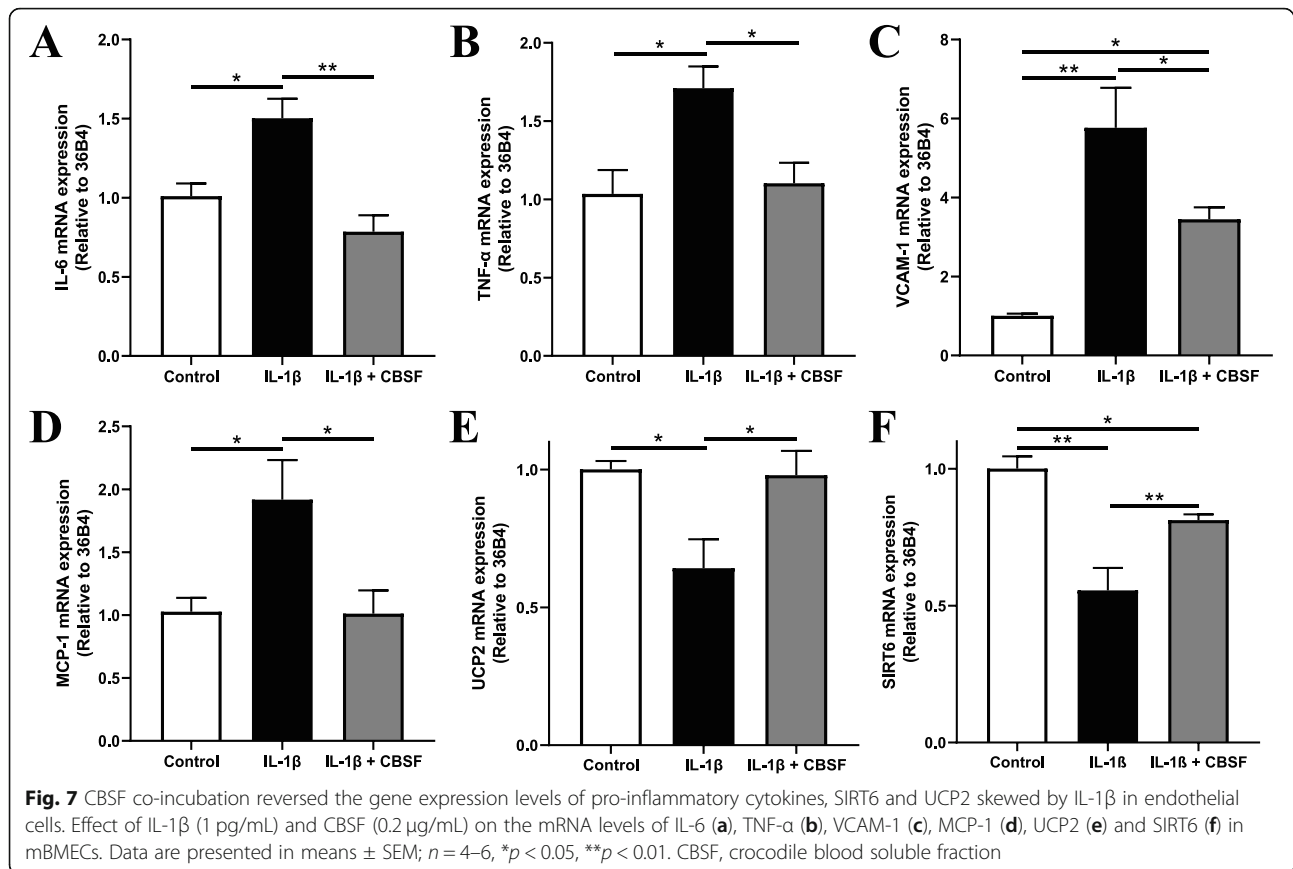 A
IL-6 mRNA expression
(Relative to 36B4)
2.0
1.5
1.0
0.5
0.0
*
**
Control
IL-1β
IL-1β + CBSF
B
TNF-α mRNA expression
(Relative to 36B4)
2.0
1.5
1.0
0.5
0.0
*
*
Control
IL-1β
IL-1β + CBSF
C
VCAM-1 mRNA expression
(Relative to 36B4)
8
6
4
2
0
*
**
*
Control
IL-1β
IL-1β + CBSF
D
MCP-1 mRNA expression
(Relative to 36B4)
2.5
2.0
1.5
1.0
0.5
0.0
*
*
Control
IL-1β
IL-1β + CBSF
E
UCP2 mRNA expression
(Relative to 36B4)
1.0
0.5
0.0
*
*
Control
IL-1β
IL-1β + CBSF
F
SIRT6 mRNA expression
(Relative to 36B4)
1.0
0.5
0.0
*
**
**
Control
IL-1ß
IL-1ß + CBSF
Fig. 7 CBSF co-incubation reversed the gene expression levels of pro-inflammatory cytokines, SIRT6 and UCP2 skewed by IL-1β in endothelial
cells. Effect of IL-1β (1 pg/mL) and CBSF (0.2 μg/mL) on the mRNA levels of IL-6 (a), TNF-α (b), VCAM-1 (c), MCP-1 (d), UCP2 (e) and SIRT6 (f) in
mBMECs. Data are presented in means ± SEM; n = 4–6, *p < 0.05, **p < 0.01. CBSF, crocodile blood soluble fraction